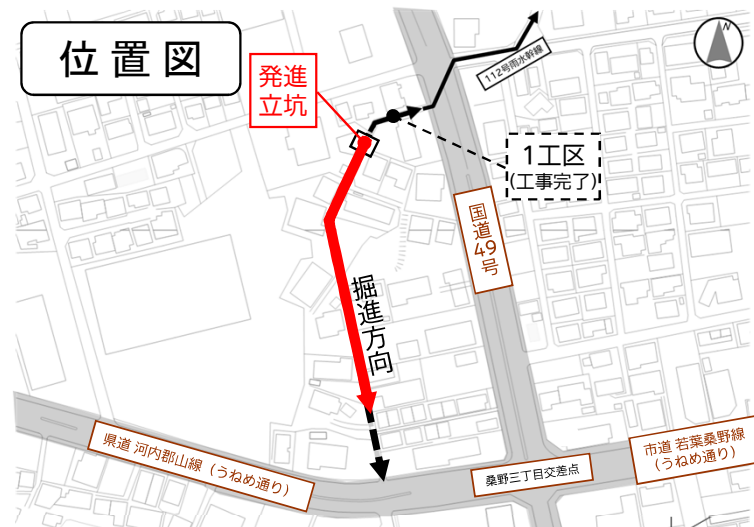 位置図
N
発進
立坑
112号雨水幹線
1工区
(工事完了)
国道49号
掘進方向
県道 河内郡山線（うねめ通り）
桑野三丁目交差点
市道 若葉桑野線
（うねめ通り）